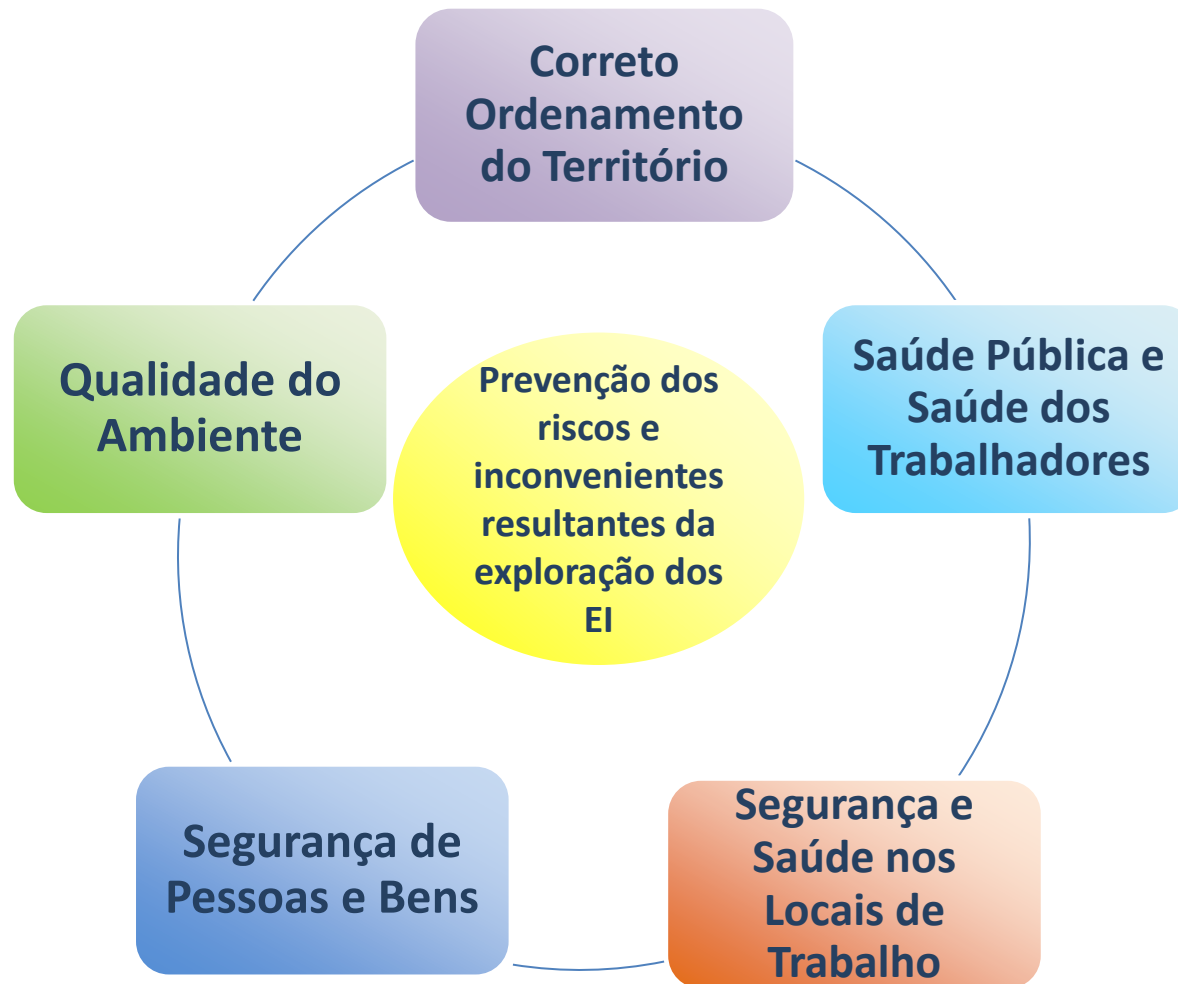 Correto
Ordenamento
do Território
Qualidade do
Ambiente
Prevenção dos
riscos e
inconvenientes
resultantes da
exploração dos
EI
Saúde Pública e
Saúde dos
Trabalhadores
Segurança de
Pessoas e Bens
Segurança e
Saúde nos
Locais de
Trabalho